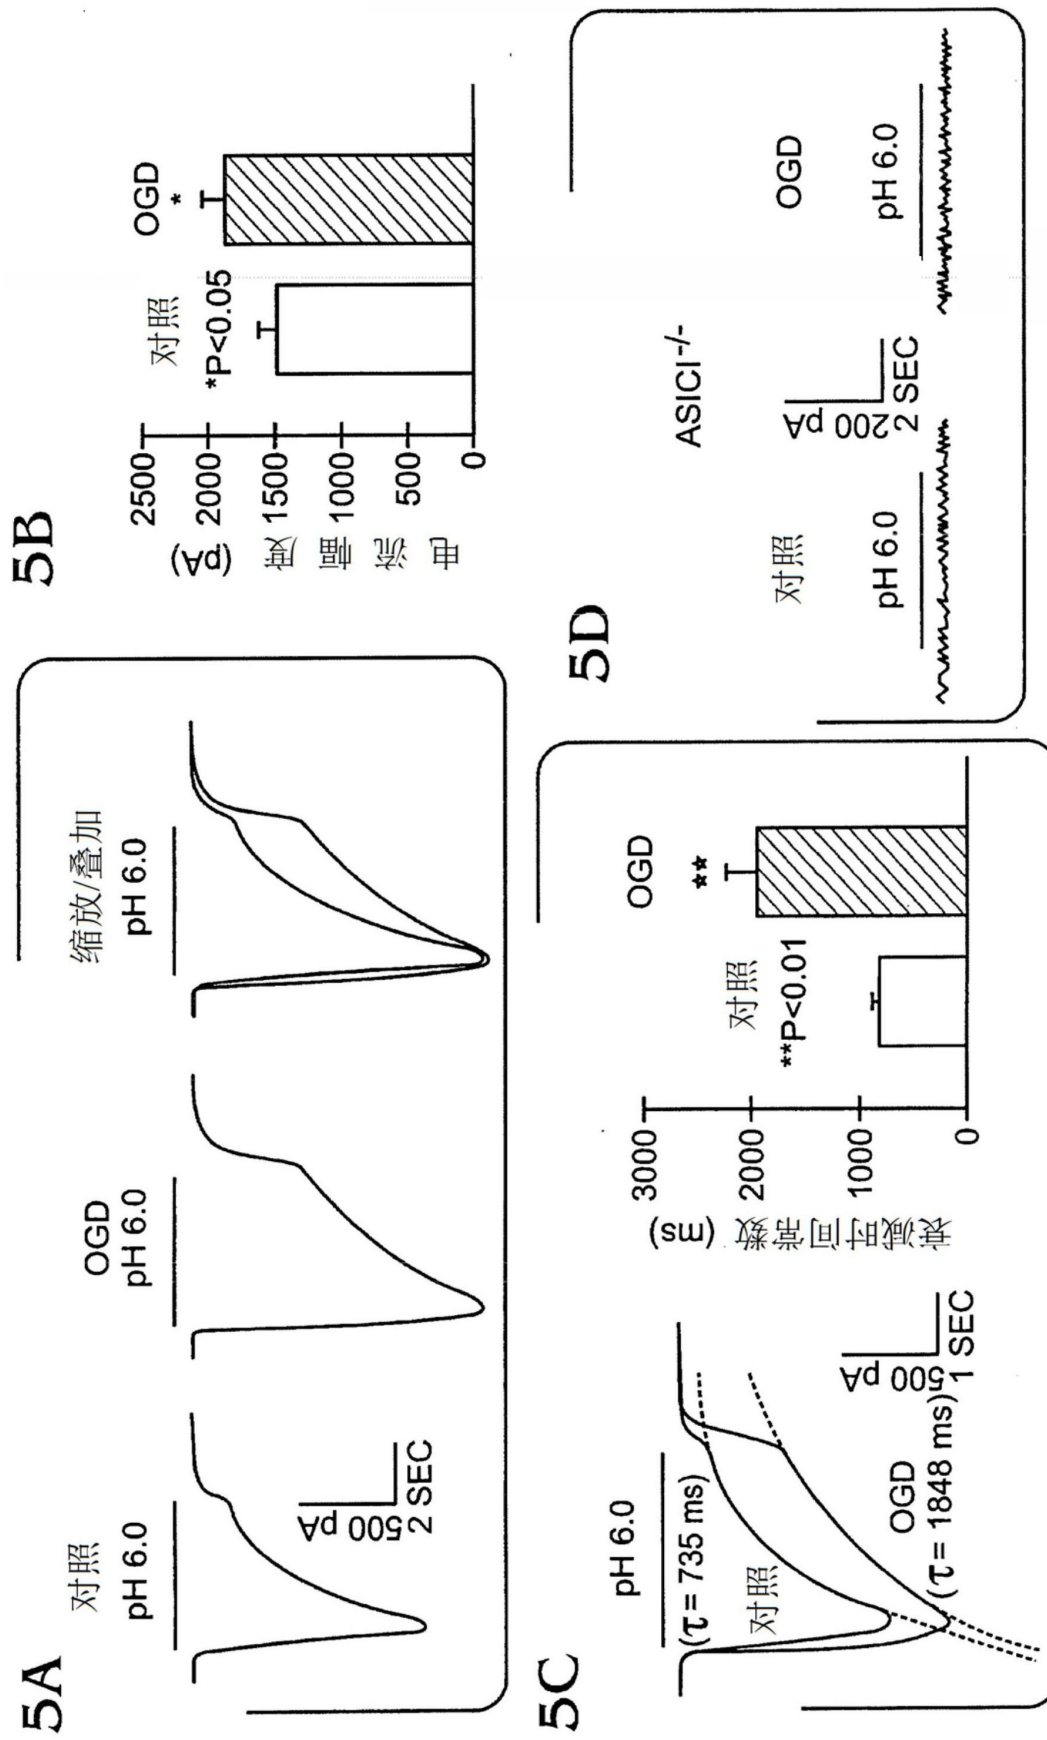 5A
对照
pH 6.0
500 pA
2 SEC
OGD
pH 6.0
缩放/叠加
pH 6.0
5B
电流幅度
(pA)
2500
2000
1500
1000
500
0
对照
*P<0.05
OGD
*
5C
pH 6.0
(τ = 735 ms)
对照
OGD
(τ = 1848 ms)
500 pA
1 SEC
衰减时间常数 (ms)
3000
2000
1000
0
对照
**P<0.01
OGD
**
5D
ASICI-/-
对照
pH 6.0
200 pA
2 SEC
OGD
pH 6.0